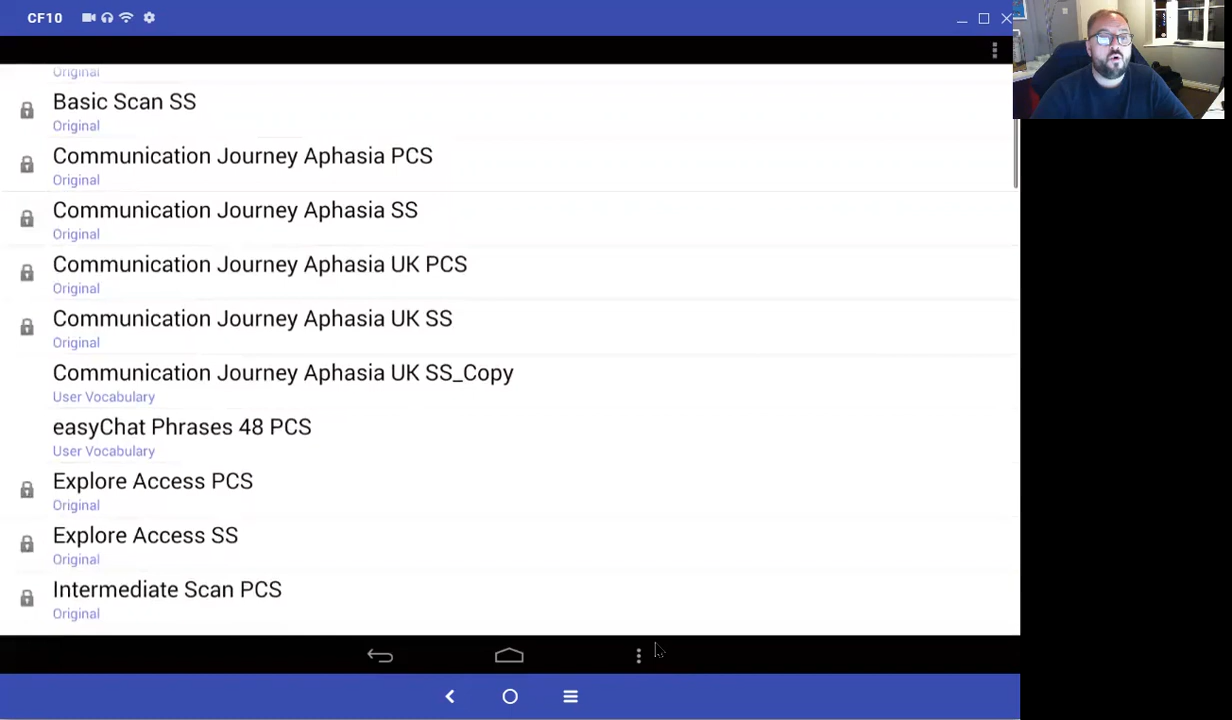 CF10
Original
Basic Scan SS
Original
Communication Journey Aphasia PCS
Original
Communication Journey Aphasia SS
Original
Communication Journey Aphasia UK PCS
Original
Communication Journey Aphasia UK SS
Original
Communication Journey Aphasia UK SS_Copy
User Vocabulary
easyChat Phrases 48 PCS
User Vocabulary
Explore Access PCS
Original
Explore Access SS
Original
Intermediate Scan PCS
Original